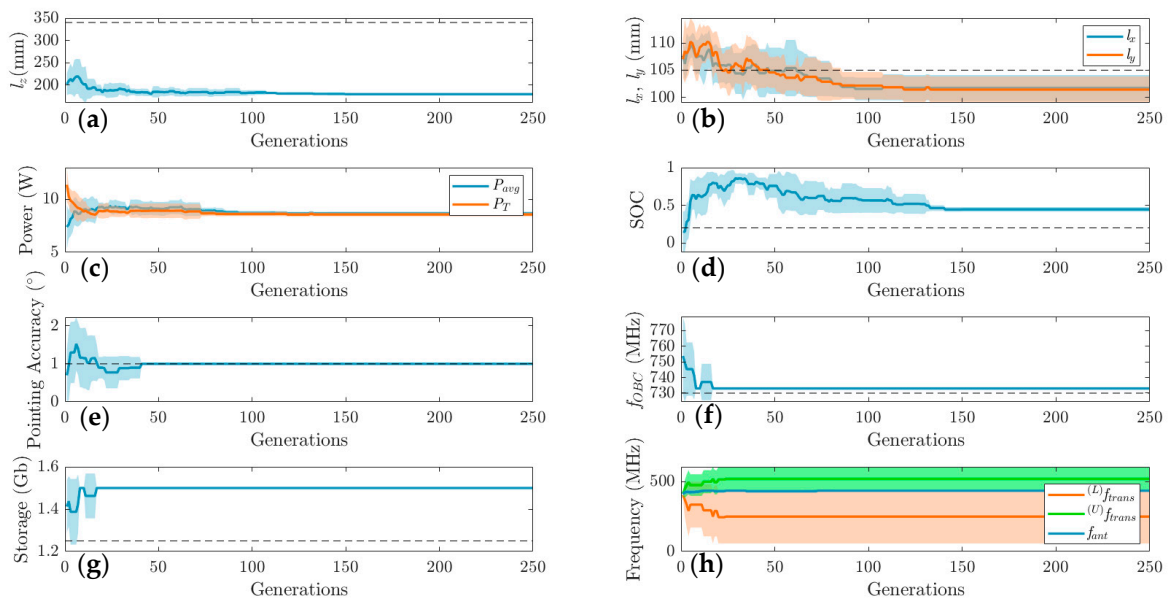 350
300
250
200
l_z(mm)
0 50 100 150 200 250
(a)
Generations
110
105
100
l_x, l_y (mm)
l_x
l_y
0 50 100 150 200 250
(b)
Generations
10
5
Power (W)
P_avg
P_T
0 50 100 150 200 250
(c)
Generations
1
0.5
0
SOC
0 50 100 150 200 250
(d)
Generations
2
1
0
Pointing Accuracy (°)
0 50 100 150 200 250
(e)
Generations
770
760
750
740
730
f_OBC (MHz)
0 50 100 150 200 250
(f)
Generations
1.6
1.4
1.2
Storage (Gb)
0 50 100 150 200 250
(g)
Generations
500
0
Frequency (MHz)
(L)f_trans
(U)f_trans
f_ant
0 50 100 150 200 250
(h)
Generations